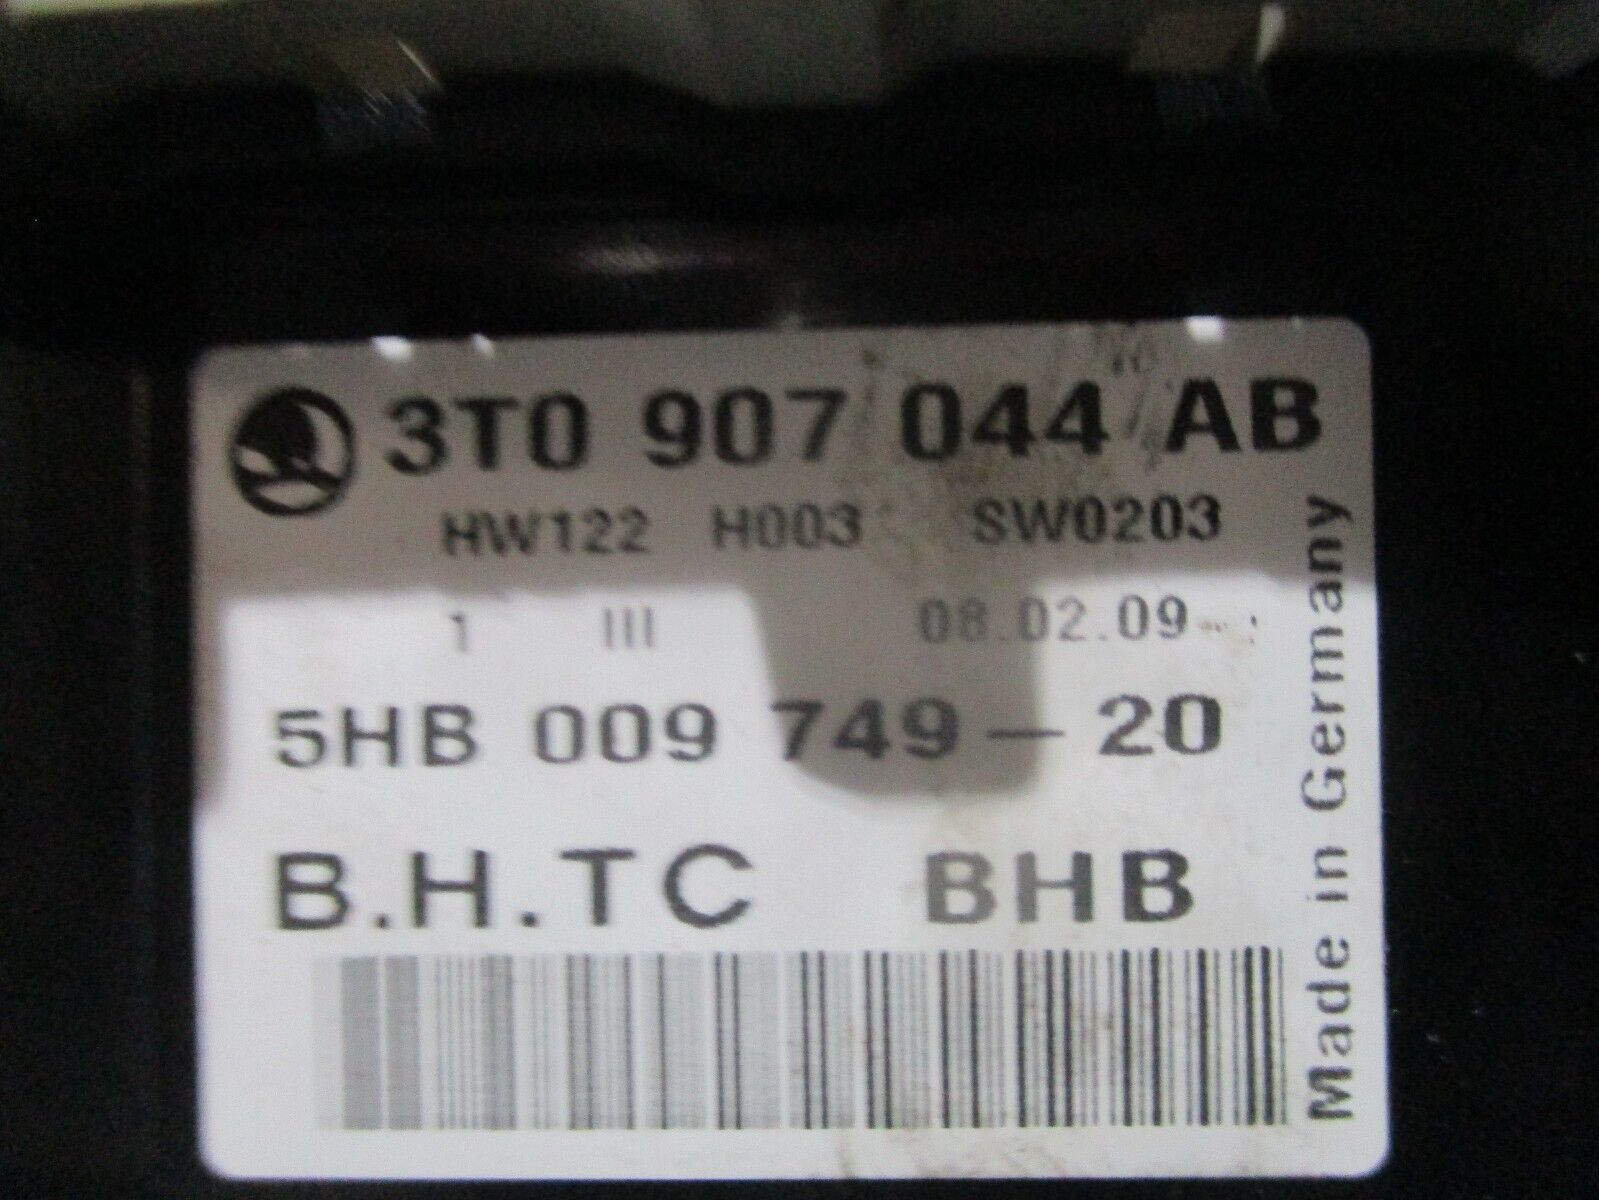 3T0 907 044 AB
HW122 H003 SW0203
1 III 08.02.09
5HB 009 749-20
B.H.TC BHB
Made in Germany